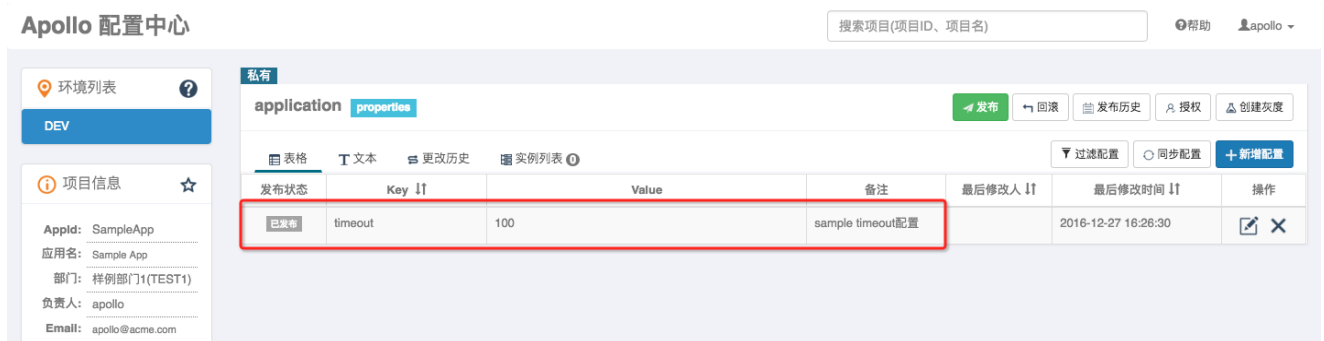 Apollo 配置中心
搜索项目(项目ID、项目名)
帮助
apollo
环境列表
DEV
项目信息
AppId: SampleApp
应用名: Sample App
部门: 样例部门1(TEST1)
负责人: apollo
Email: apollo@acme.com
私有
application properties
发布 回滚 发布历史 授权 创建灰度
表格 文本 更改历史 实例列表 0
过滤配置 同步配置 新增配置
发布状态 Key Value 备注 最后修改人 最后修改时间 操作
已发布 timeout 100 sample timeout配置 2016-12-27 16:26:30